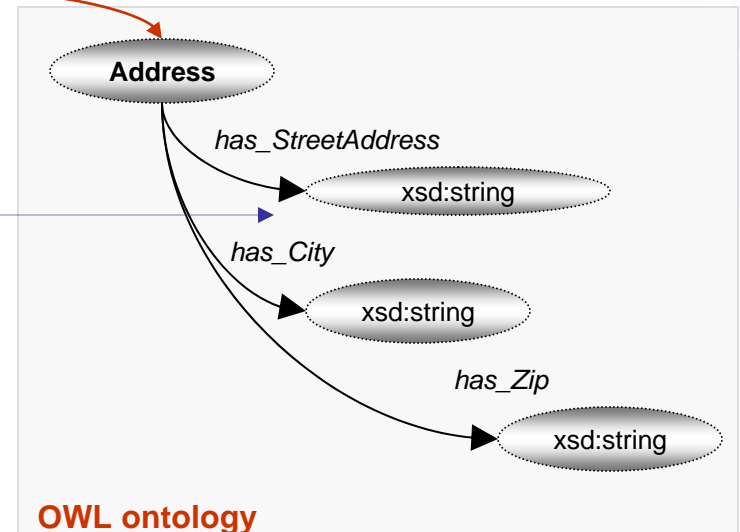 Address
has_StreetAddress
xsd:string
has_City
xsd:string
has_Zip
xsd:string
OWL ontology